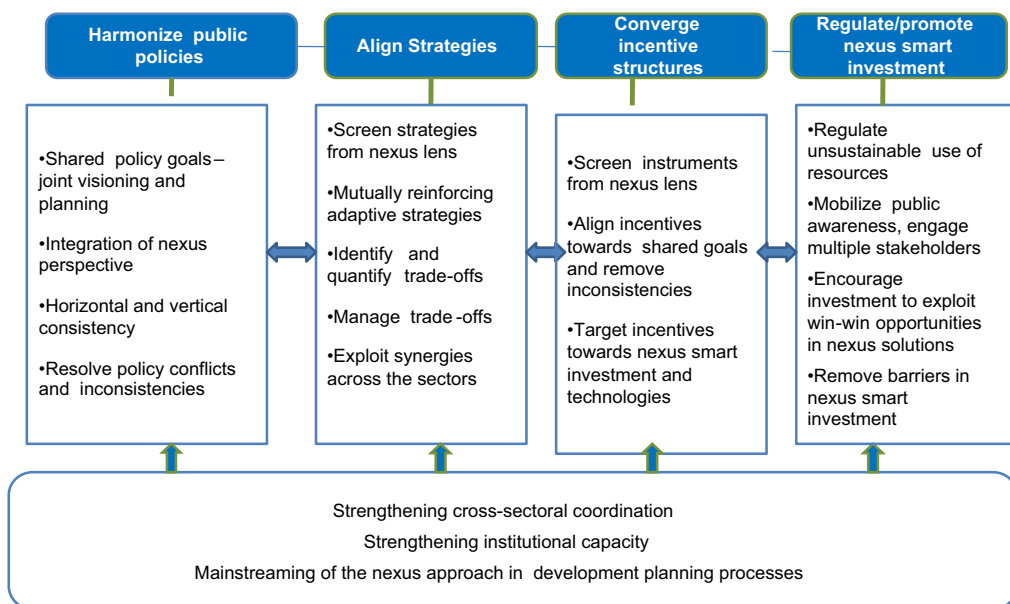 Harmonize public
policies
Align Strategies
Converge
incentive
structures
Regulate/promote
nexus smart
investment
•Shared policy goals–
joint visioning and
planning
•Integration of nexus
perspective
•Horizontal and vertical
consistency
•Resolve policy conflicts
and inconsistencies
•Screen strategies
from nexus lens
•Mutually reinforcing
adaptive strategies
•Identify and
quantify trade-offs
•Manage trade-offs
•Exploit synergies
across the sectors
•Screen instruments
from nexus lens
•Align incentives
towards shared goals
and remove
inconsistencies
•Target incentives
towards nexus smart
investment and
technologies
•Regulate
unsustainable use of
resources
•Mobilize public
awareness, engage
multiple stakeholders
•Encourage
investment to exploit
win-win opportunities
in nexus solutions
•Remove barriers in
nexus smart
investment
Strengthening cross-sectoral coordination
Strengthening institutional capacity
Mainstreaming of the nexus approach in development planning processes